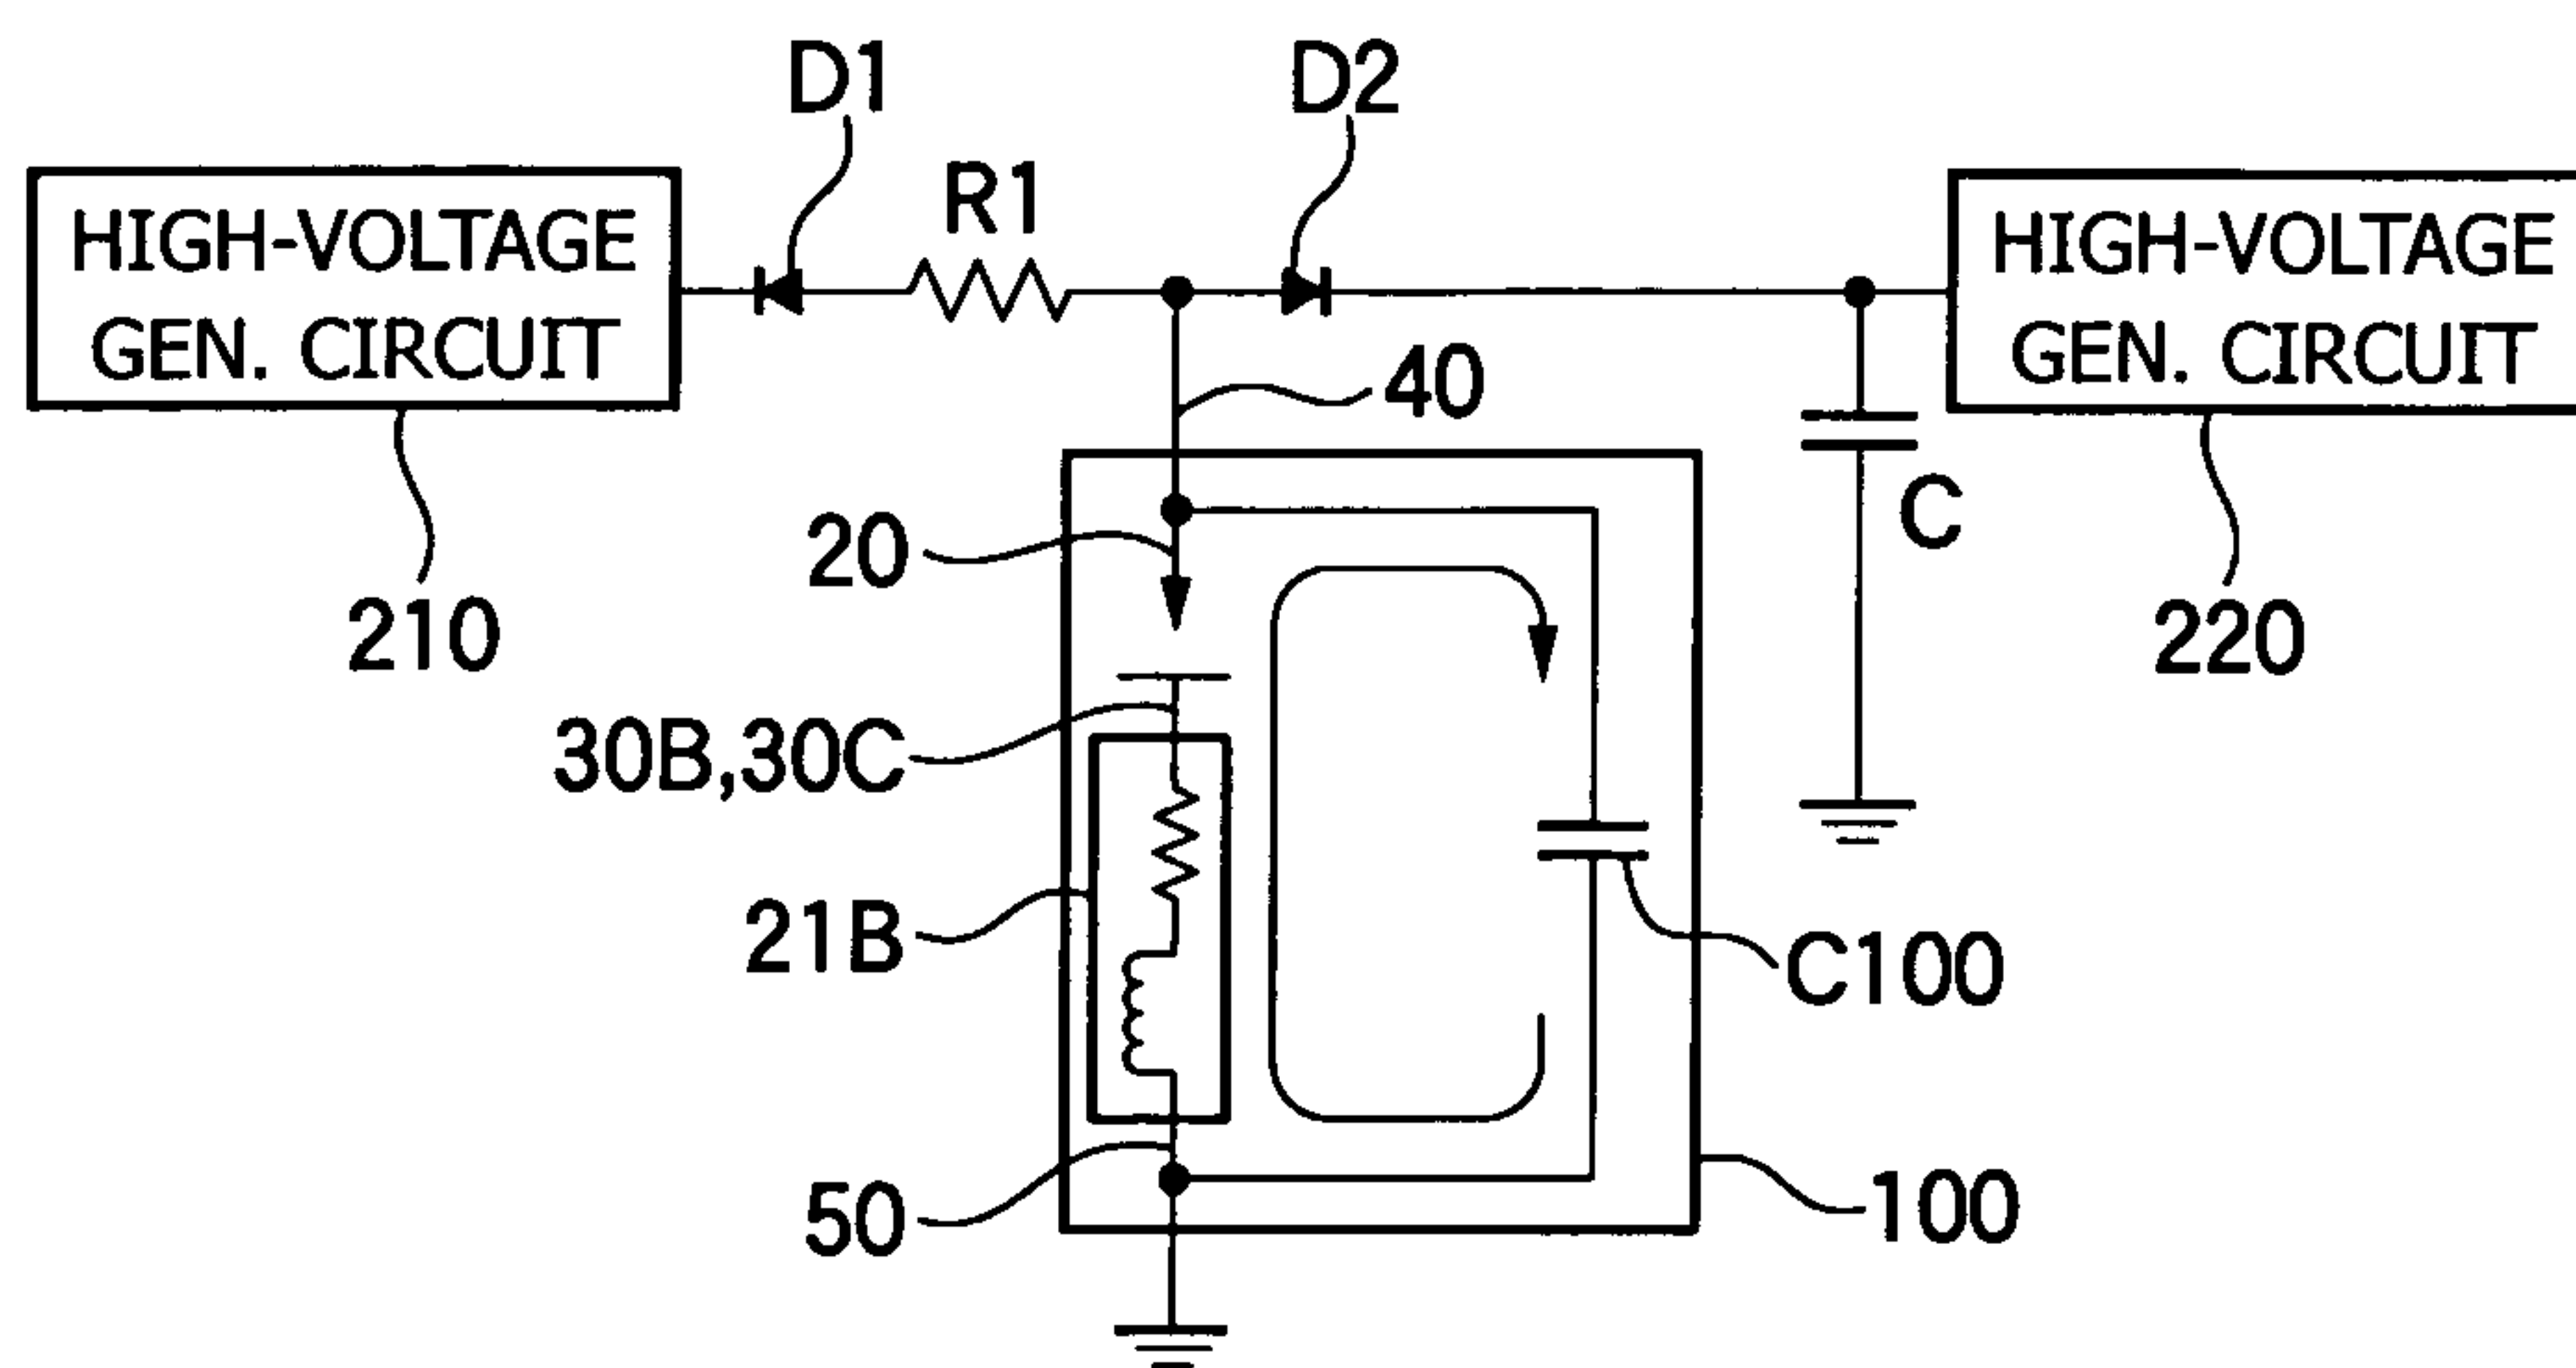 D1
D2
R1
HIGH-VOLTAGE
GEN. CIRCUIT
HIGH-VOLTAGE
GEN. CIRCUIT
40
20
C
210
220
30B,30C
21B
C100
50
100